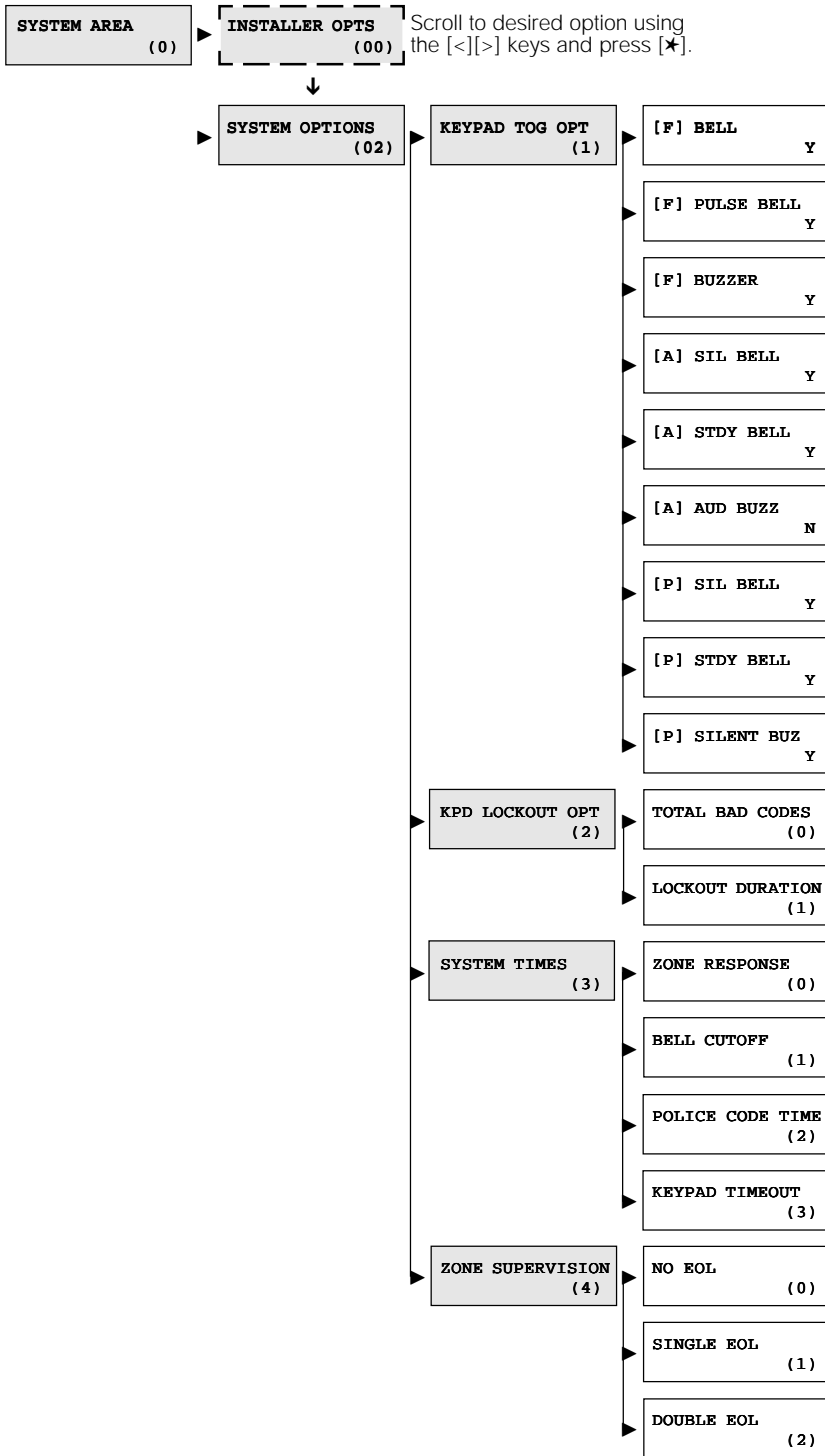 SYSTEM AREA
(0)
INSTALLER OPTS
(00)
Scroll to desired option using
the [<][>] keys and press [✶].
SYSTEM OPTIONS
(02)
KEYPAD TOG OPT
(1)
[F] BELL
Y
[F] PULSE BELL
Y
[F] BUZZER
Y
[A] SIL BELL
Y
[A] STDY BELL
Y
[A] AUD BUZZ
N
[P] SIL BELL
Y
[P] STDY BELL
Y
[P] SILENT BUZ
Y
KPD LOCKOUT OPT
(2)
TOTAL BAD CODES
(0)
LOCKOUT DURATION
(1)
SYSTEM TIMES
(3)
ZONE RESPONSE
(0)
BELL CUTOFF
(1)
POLICE CODE TIME
(2)
KEYPAD TIMEOUT
(3)
ZONE SUPERVISION
(4)
NO EOL
(0)
SINGLE EOL
(1)
DOUBLE EOL
(2)